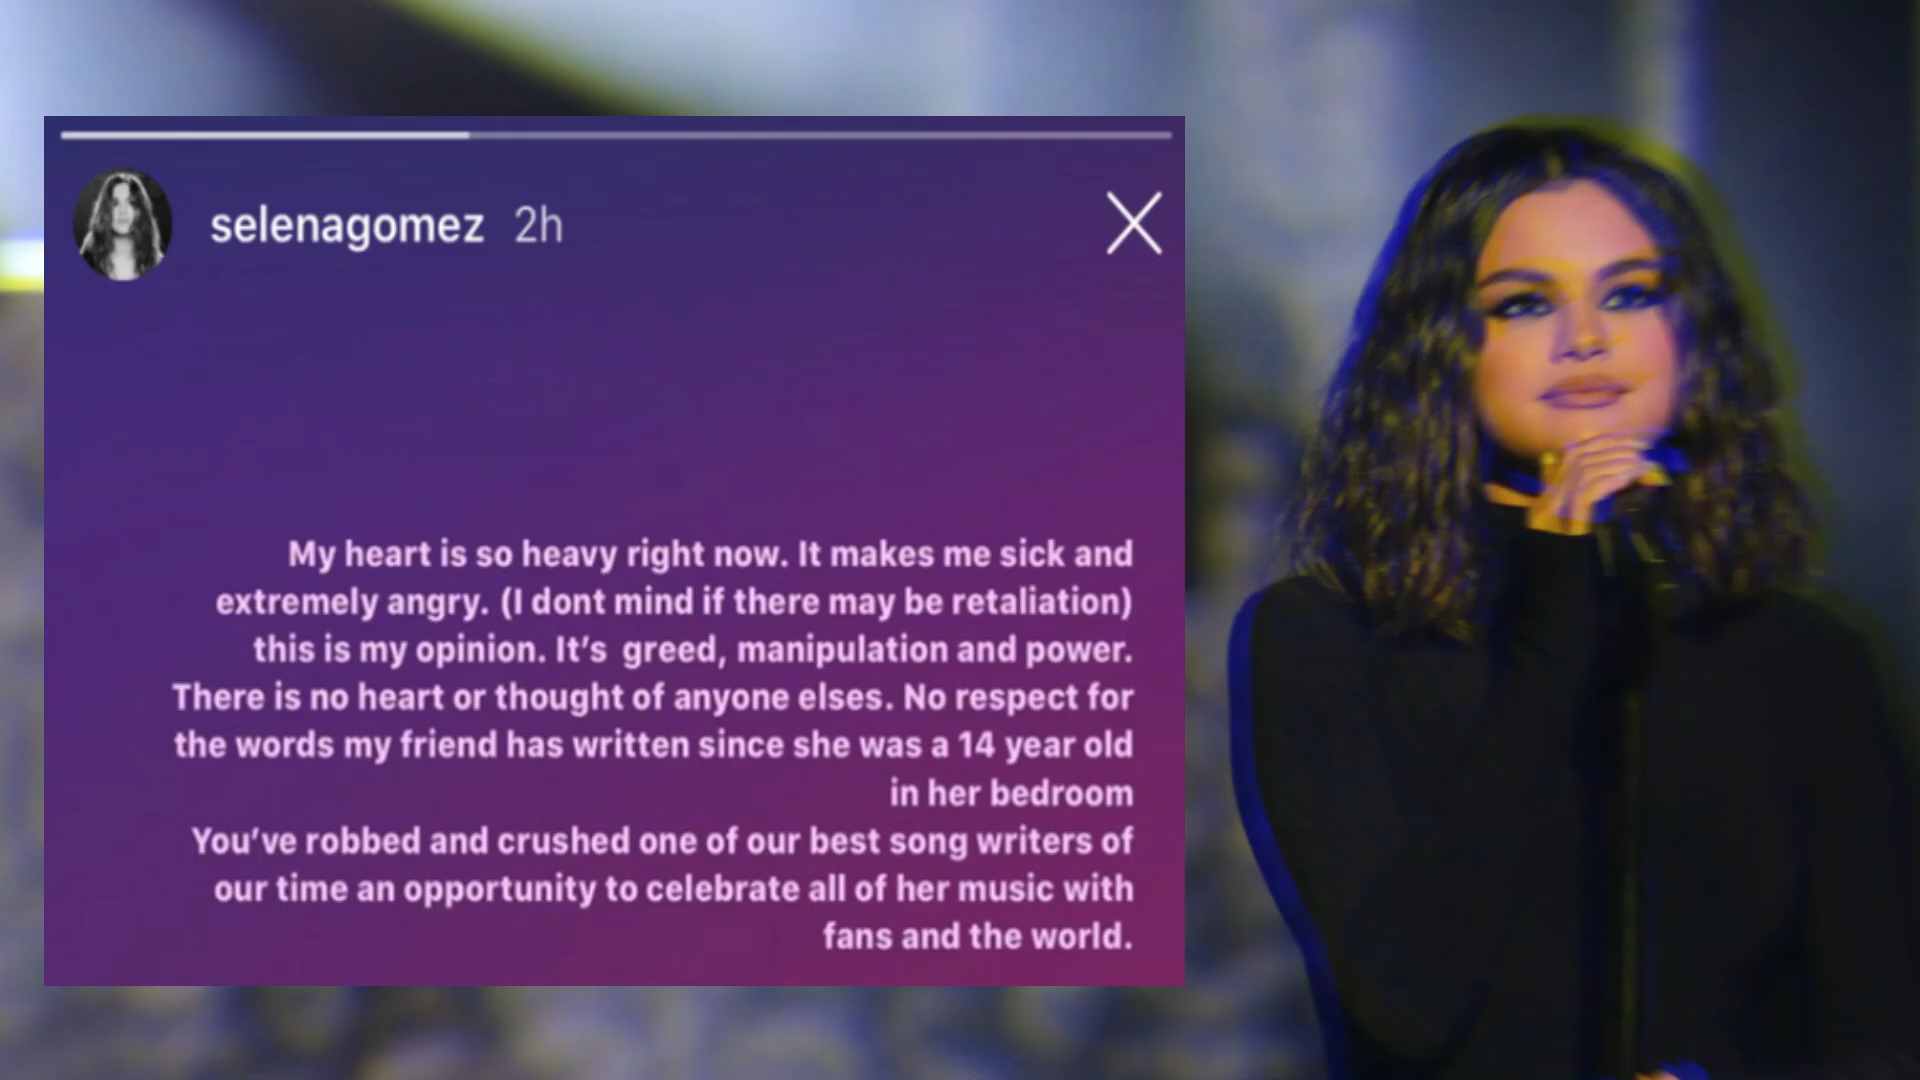 selenagomez 2h
My heart is so heavy right now. It makes me sick and
extremely angry. (I dont mind if there may be retaliation)
this is my opinion. It’s  greed, manipulation and power.
There is no heart or thought of anyone elses. No respect for
the words my friend has written since she was a 14 year old
in her bedroom
You’ve robbed and crushed one of our best song writers of
our time an opportunity to celebrate all of her music with
fans and the world.